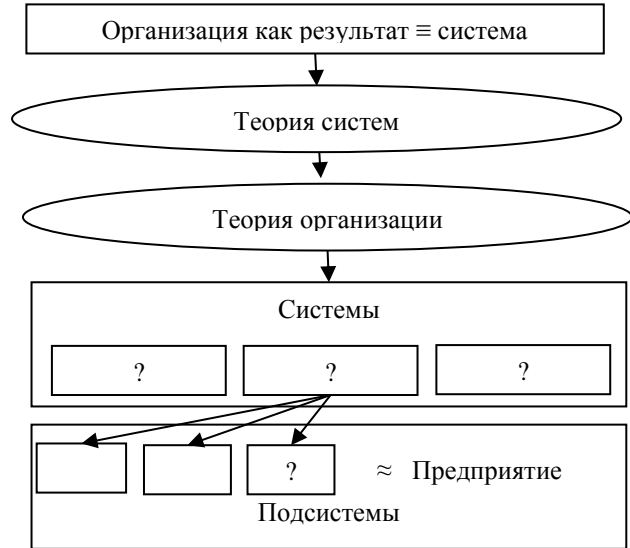 Организация как результат ≡ система
Теория систем
Теория организации
Системы
? ? ?
? ≈ Предприятие
Подсистемы